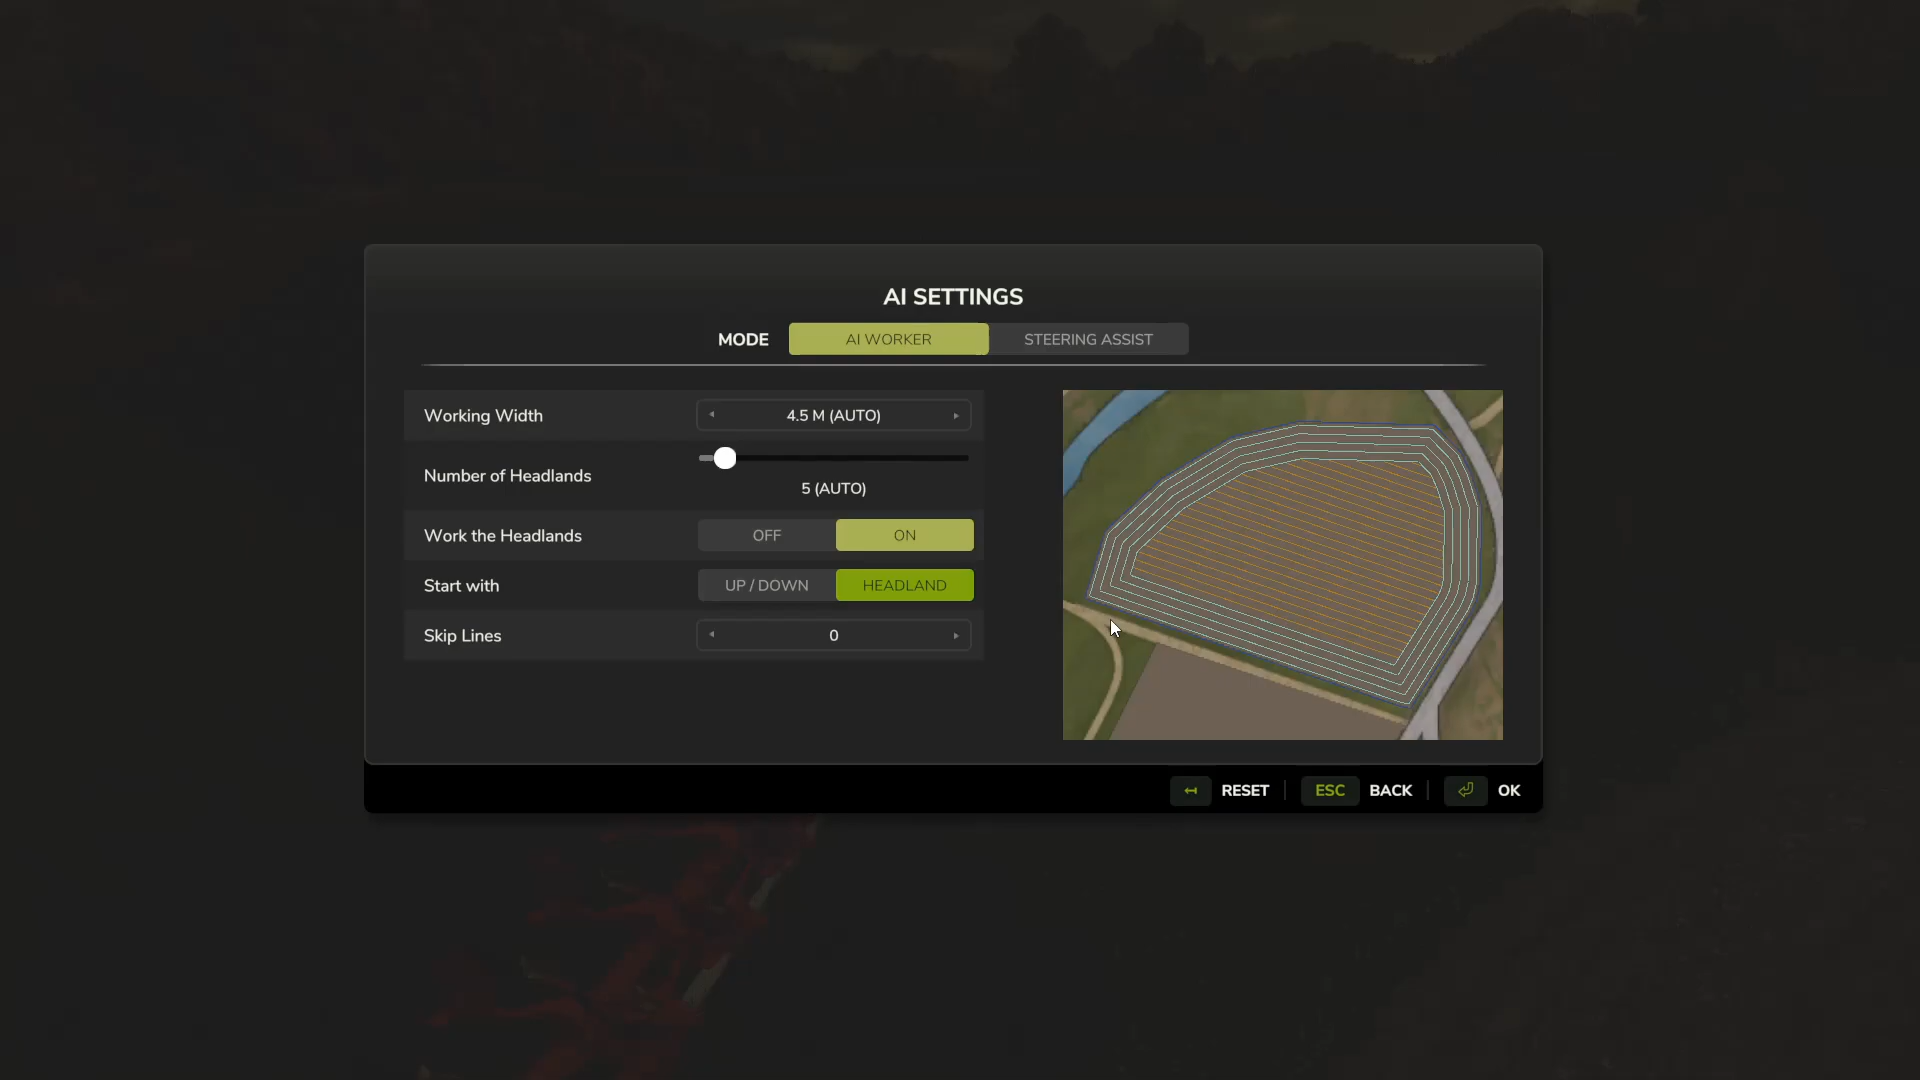 AI SETTINGS
MODE AI WORKER STEERING ASSIST
Working Width 4.5 M (AUTO)
Number of Headlands 5 (AUTO)
Work the Headlands OFF ON
Start with UP / DOWN HEADLAND
Skip Lines 0
RESET ESC BACK OK